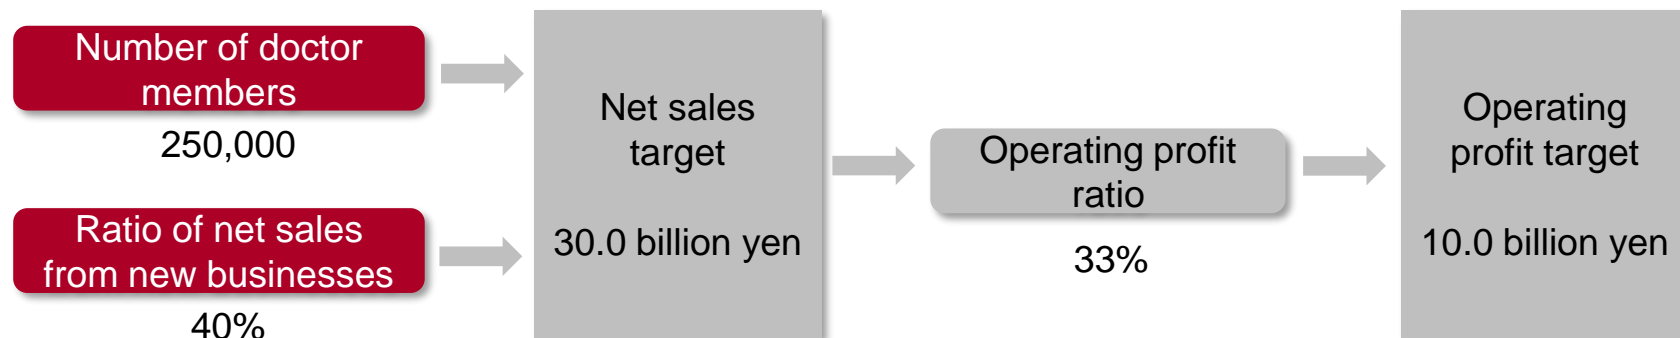 Number of doctor
members
250,000
Ratio of net sales
from new businesses
40%
Net sales
target
30.0 billion yen
Operating profit
ratio
33%
Operating
profit target
10.0 billion yen